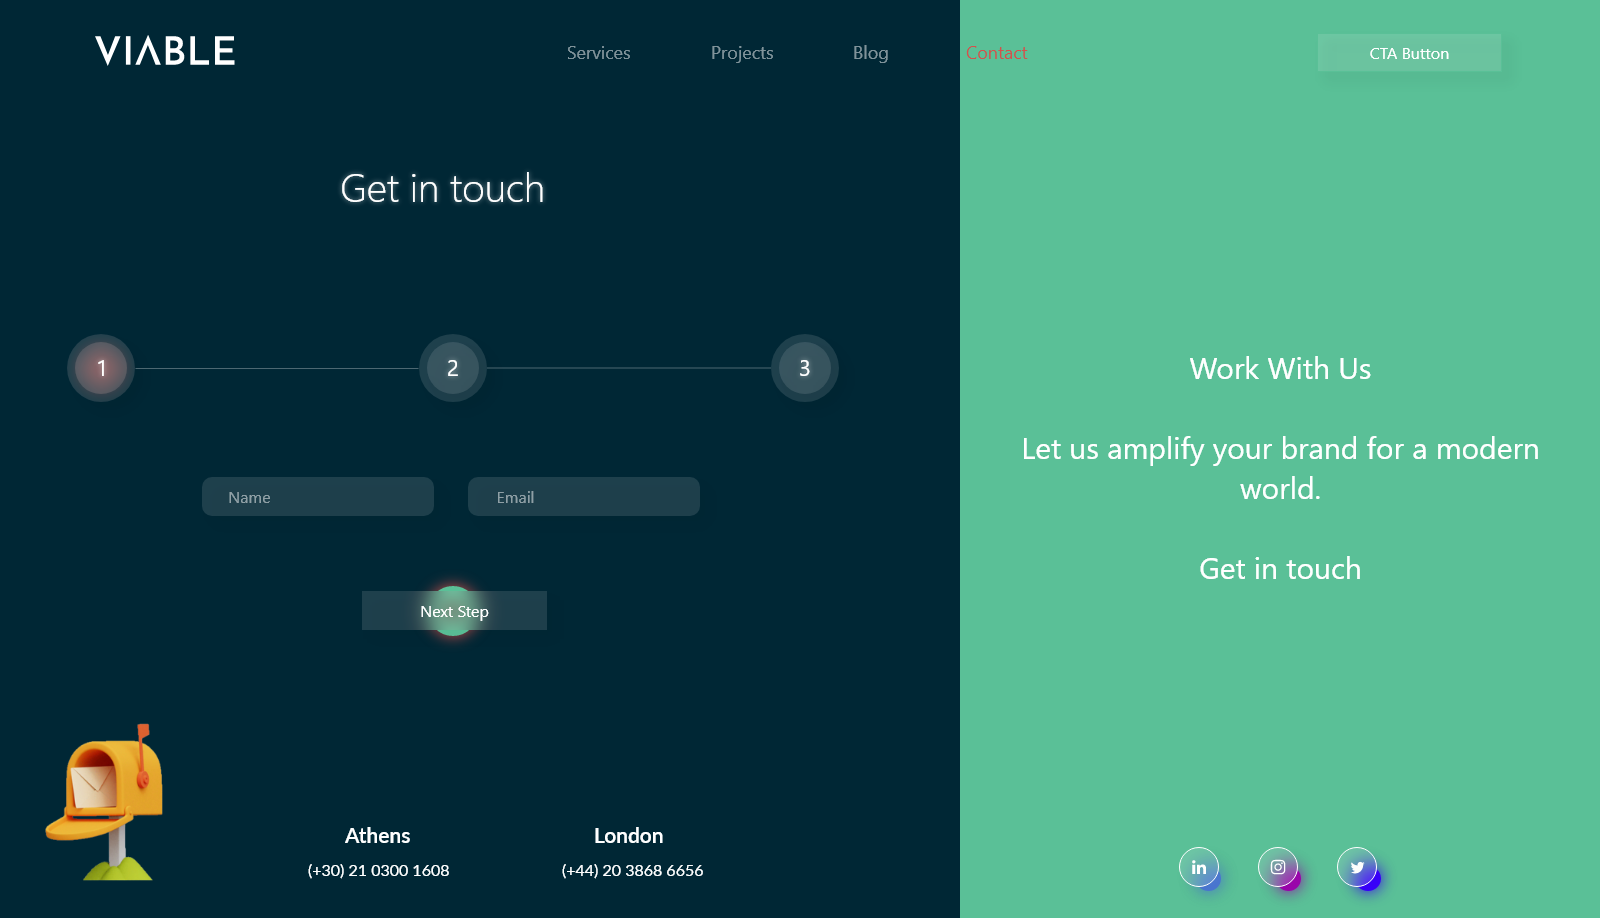 VIABLE
Services
Projects
Blog
Contact
CTA Button
Get in touch
1
2
3
Name
Email
Next Step
Athens
(+30) 21 0300 1608
London
(+44) 20 3868 6656
Work With Us
Let us amplify your brand for a modern
world.
Get in touch
in